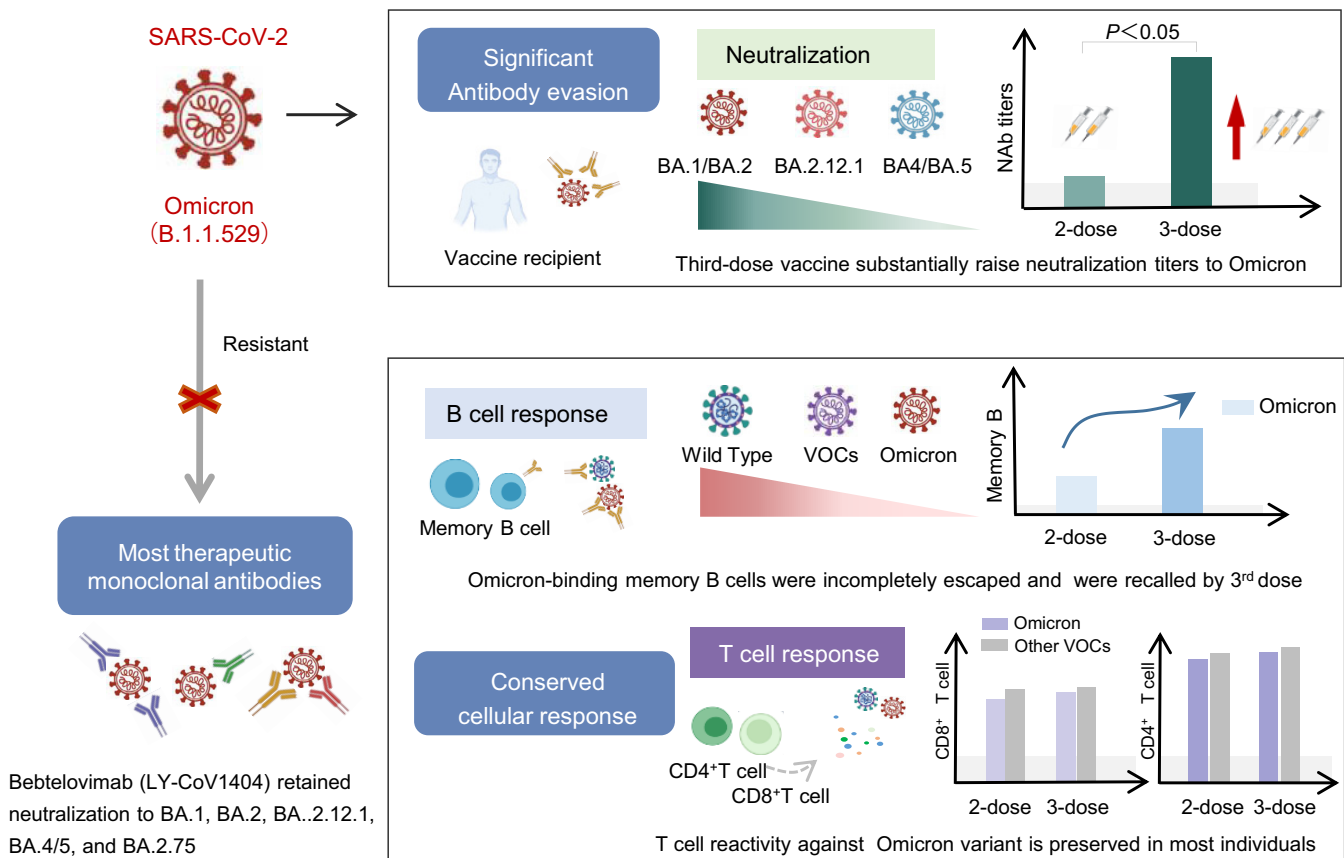 SARS-CoV-2
Omicron
(B.1.1.529)
Resistant
Most therapeutic
monoclonal antibodies
Bebtelovimab (LY-CoV1404) retained
neutralization to BA.1, BA.2, BA..2.12.1,
BA.4/5, and BA.2.75
Significant
Antibody evasion
Vaccine recipient
Neutralization
BA.1/BA.2
BA.2.12.1
BA4/BA.5
NAb titers
P<0.05
2-dose
3-dose
Third-dose vaccine substantially raise neutralization titers to Omicron
B cell response
Memory B cell
Wild Type
VOCs
Omicron
Memory B
Omicron
2-dose
3-dose
Omicron-binding memory B cells were incompletely escaped and were recalled by 3rd dose
Conserved
cellular response
T cell response
CD4+T cell
CD8+T cell
Omicron
Other VOCs
CD8+ T cell
2-dose
3-dose
CD4+ T cell
2-dose
3-dose
T cell reactivity against Omicron variant is preserved in most individuals